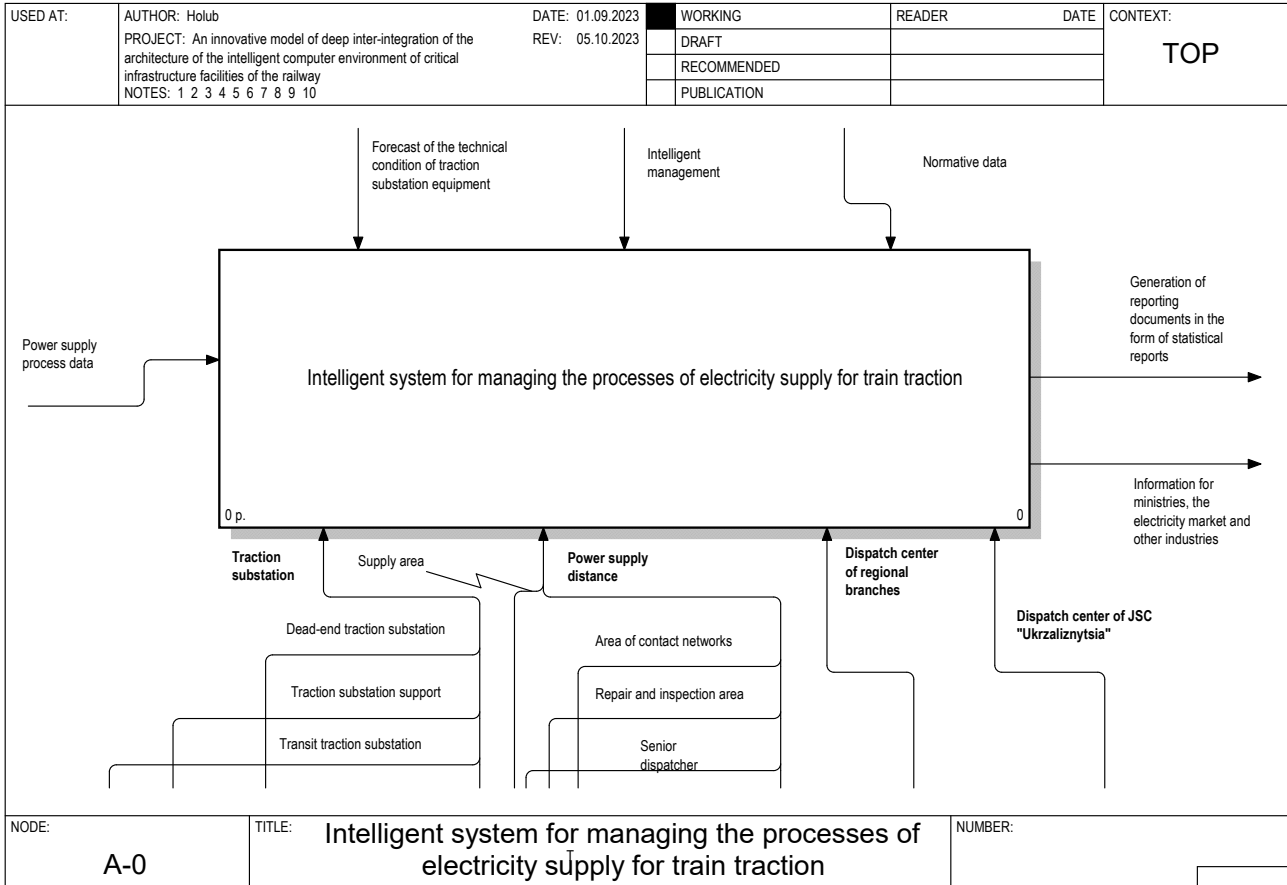 USED AT:
AUTHOR: Holub
DATE: 01.09.2023
PROJECT: An innovative model of deep inter-integration of the
REV: 05.10.2023
architecture of the intelligent computer environment of critical
infrastructure facilities of the railway
NOTES: 1 2 3 4 5 6 7 8 9 10
WORKING
DRAFT
RECOMMENDED
PUBLICATION
READER
DATE
CONTEXT:
TOP
Forecast of the technical
condition of traction
substation equipment
Intelligent
management
Normative data
Power supply
process data
Intelligent system for managing the processes of electricity supply for train traction
0 p.
0
Generation of
reporting
documents in the
form of statistical
reports
Information for
ministries, the
electricity market and
other industries
Traction
substation
Supply area
Power supply
distance
Dispatch center
of regional
branches
Dispatch center of JSC
"Ukrzaliznytsia"
Dead-end traction substation
Traction substation support
Transit traction substation
Area of contact networks
Repair and inspection area
Senior
dispatcher
NODE:
A-0
TITLE:
Intelligent system for managing the processes of
electricity supply for train traction
NUMBER: